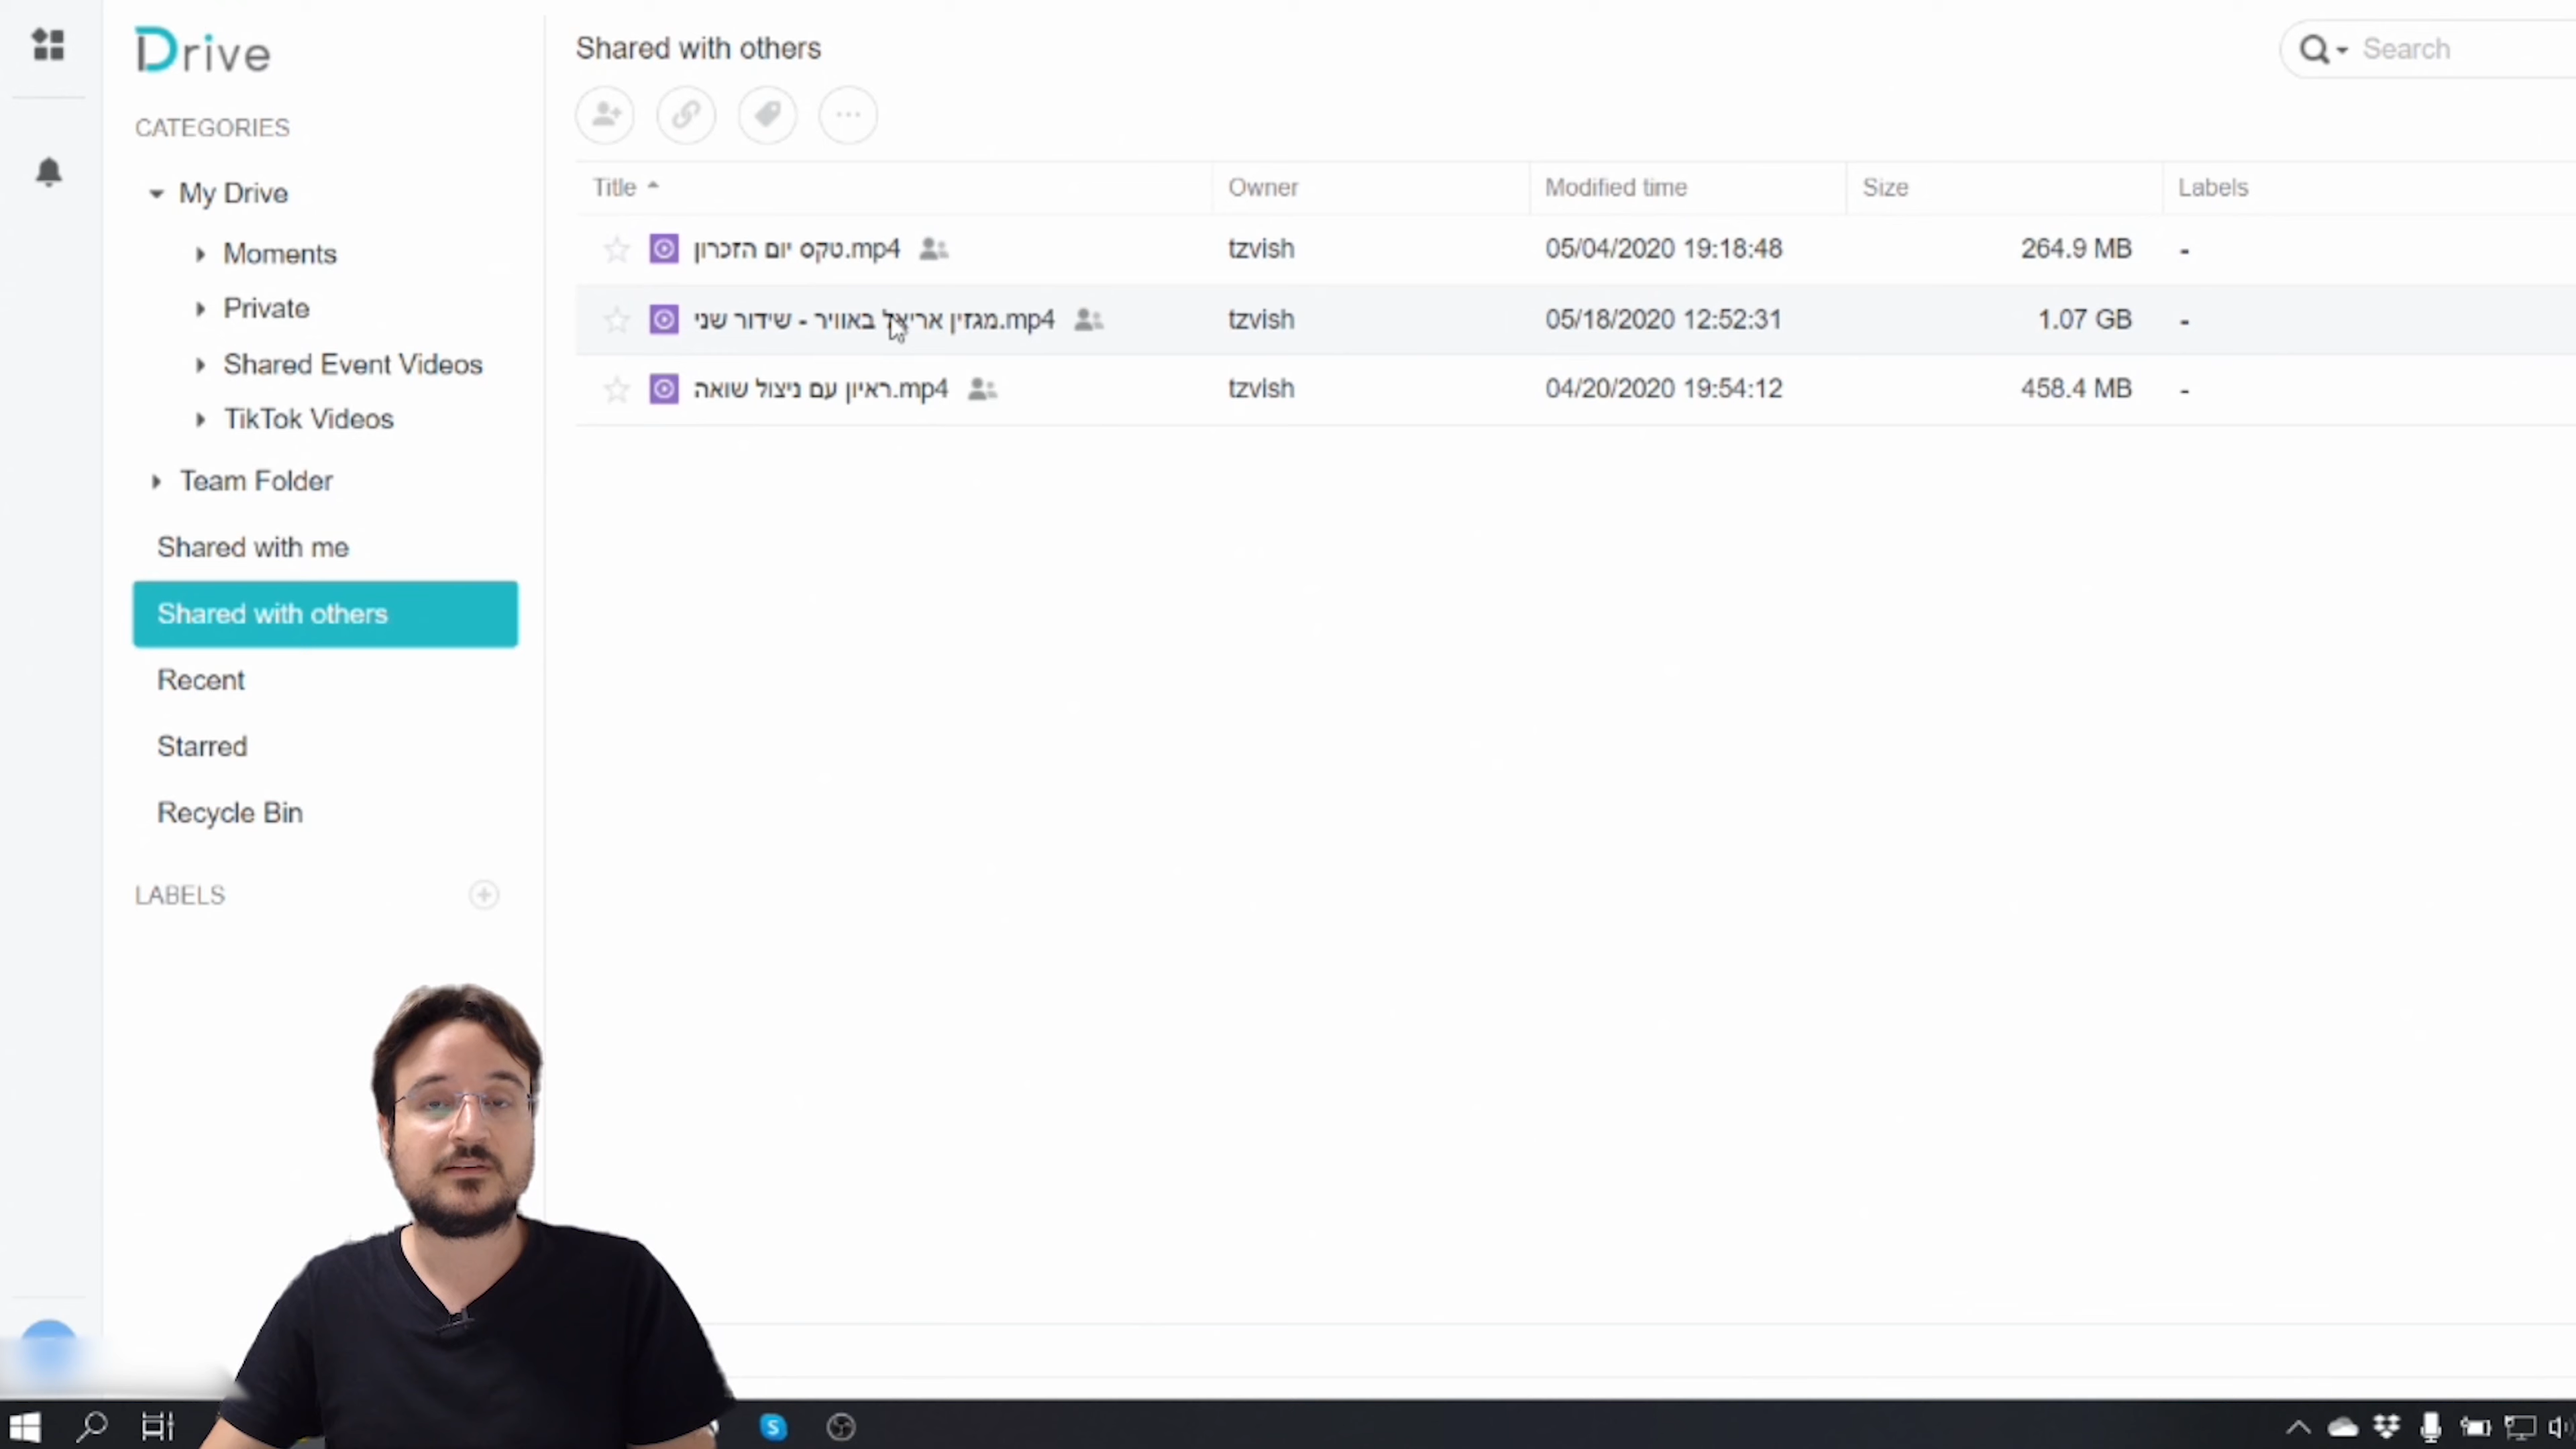 Drive
CATEGORIES
My Drive
Moments
Private
Shared Event Videos
TikTok Videos
Team Folder
Shared with me
Shared with others
Recent
Starred
Recycle Bin
LABELS
Shared with others
Search
Title Owner Modified time Size Labels
טקס יום הזכרון.mp4 tzvish 05/04/2020 19:18:48 264.9 MB -
מגזין אריאל באוויר - שידור שני.mp4 tzvish 05/18/2020 12:52:31 1.07 GB -
ראיון עם ניצול שואה.mp4 tzvish 04/20/2020 19:54:12 458.4 MB -